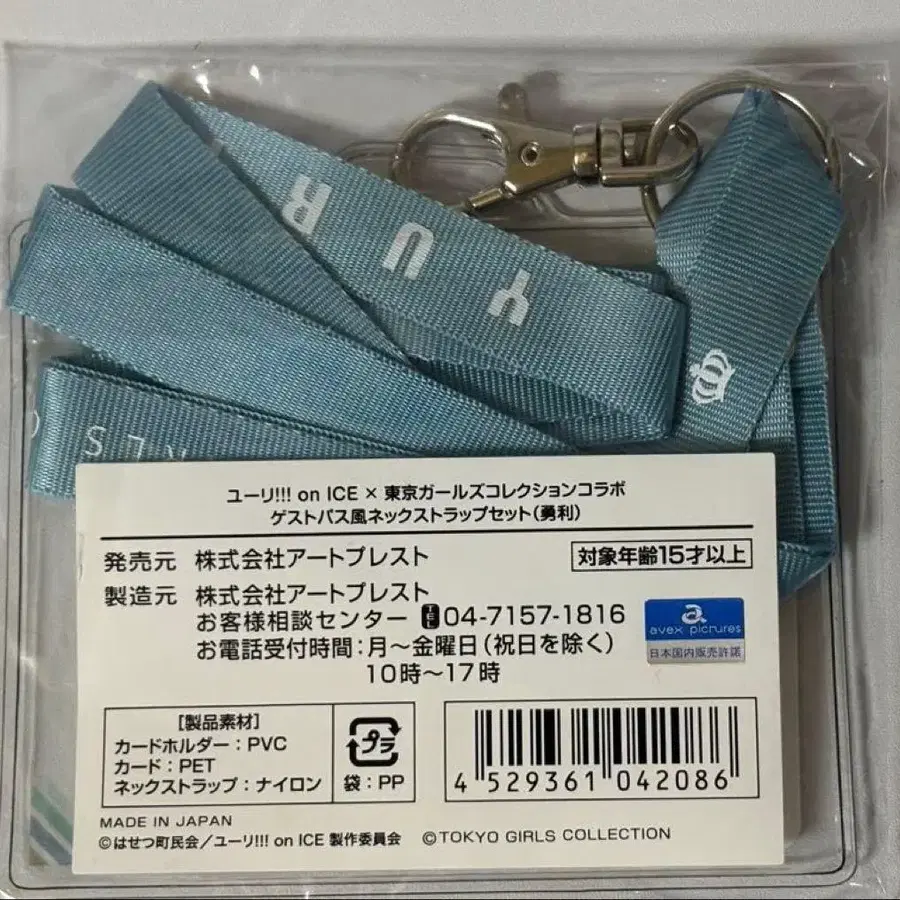 YUR
LS
ユーリ!!! on ICE × 東京ガールズコレクションコラボ
ゲストパス風ネックストラップセット(勇利)
発売元 株式会社アートプレスト
対象年齢15才以上
製造元 株式会社アートプレスト
お客様相談センター TEL 04-7157-1816
お電話受付時間:月〜金曜日(祝日を除く)
10時〜17時
avex pictures
日本国内販売許諾
[製品素材]
カードホルダー:PVC
カード:PET
ネックストラップ:ナイロン
プラ
袋:PP
4 529361 042086
MADE IN JAPAN
©はせつ町民会/ユーリ!!! on ICE 製作委員会
©TOKYO GIRLS COLLECTION